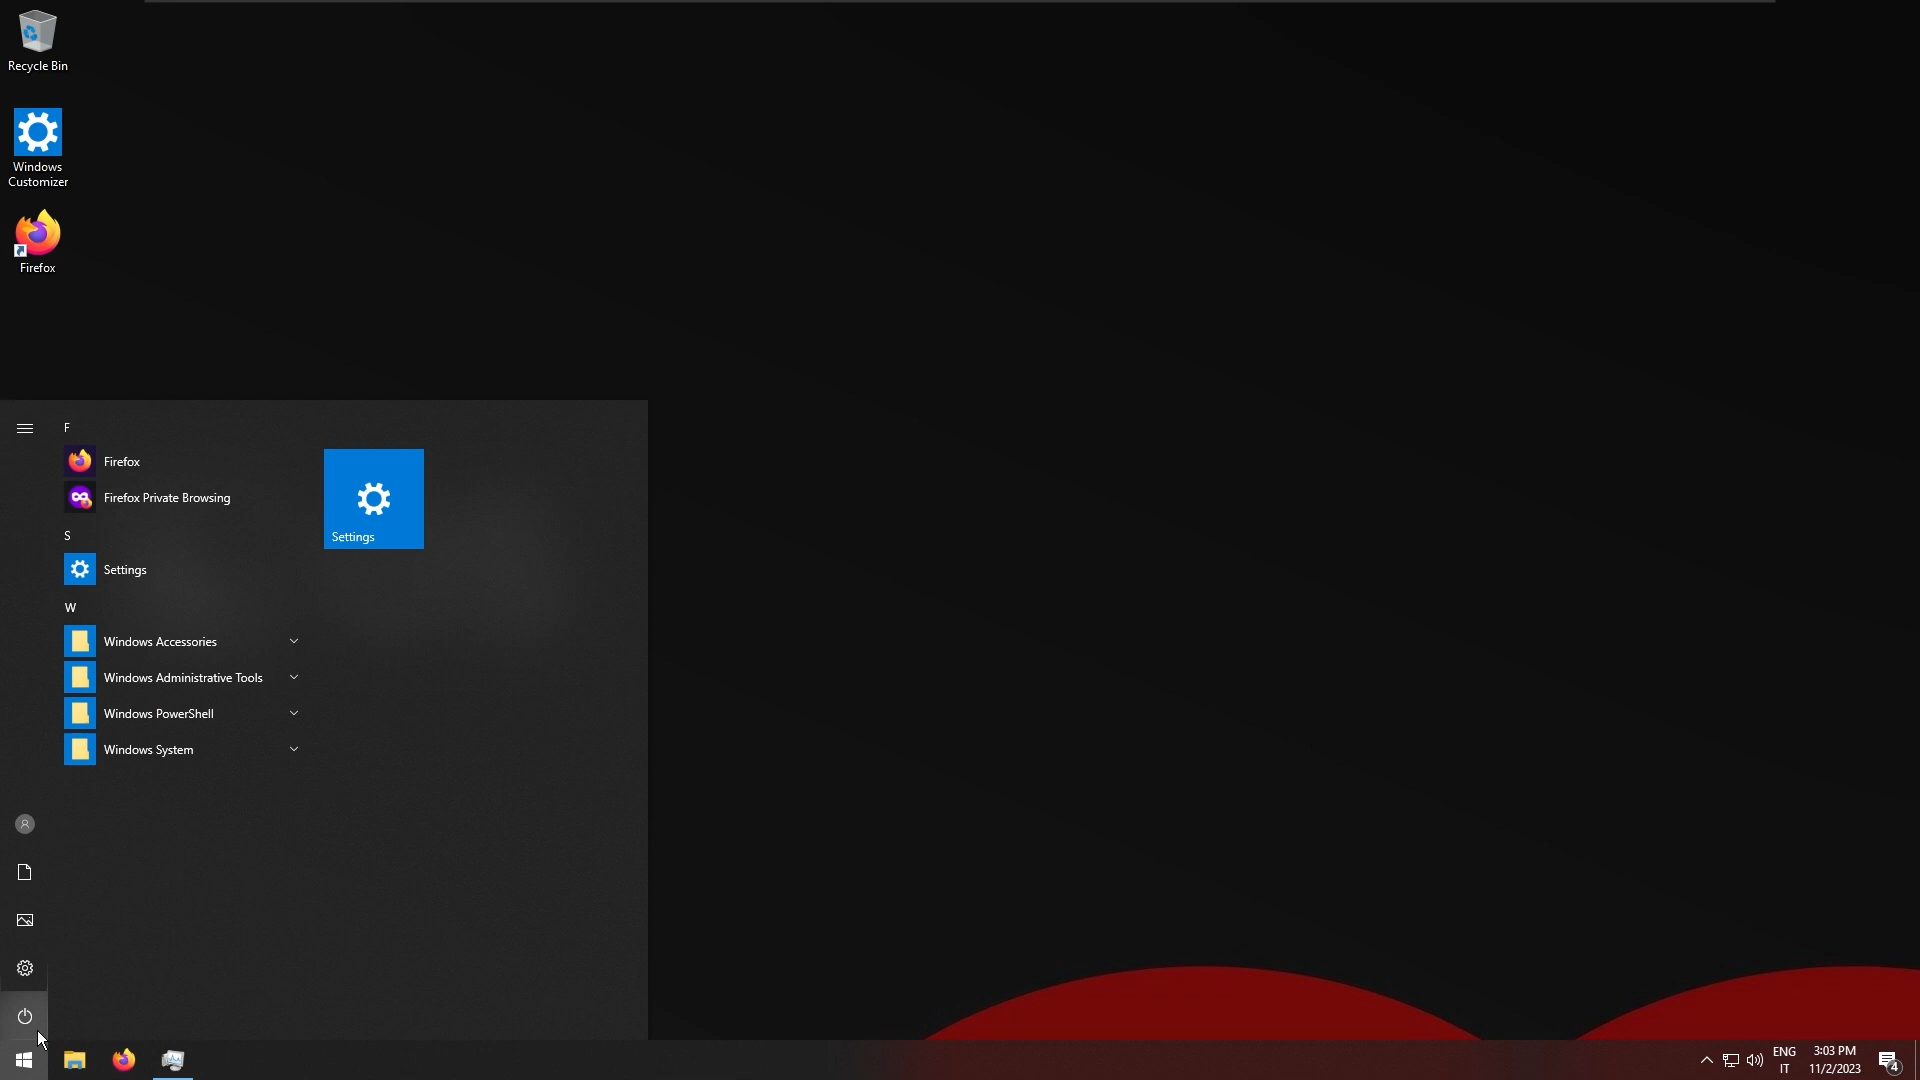 Recycle Bin
Windows
Customizer
Firefox
F
Firefox
Firefox Private Browsing
S
Settings
W
Windows Accessories
Windows Administrative Tools
Windows PowerShell
Windows System
Settings
ENG
IT
3:03 PM
11/2/2023
4